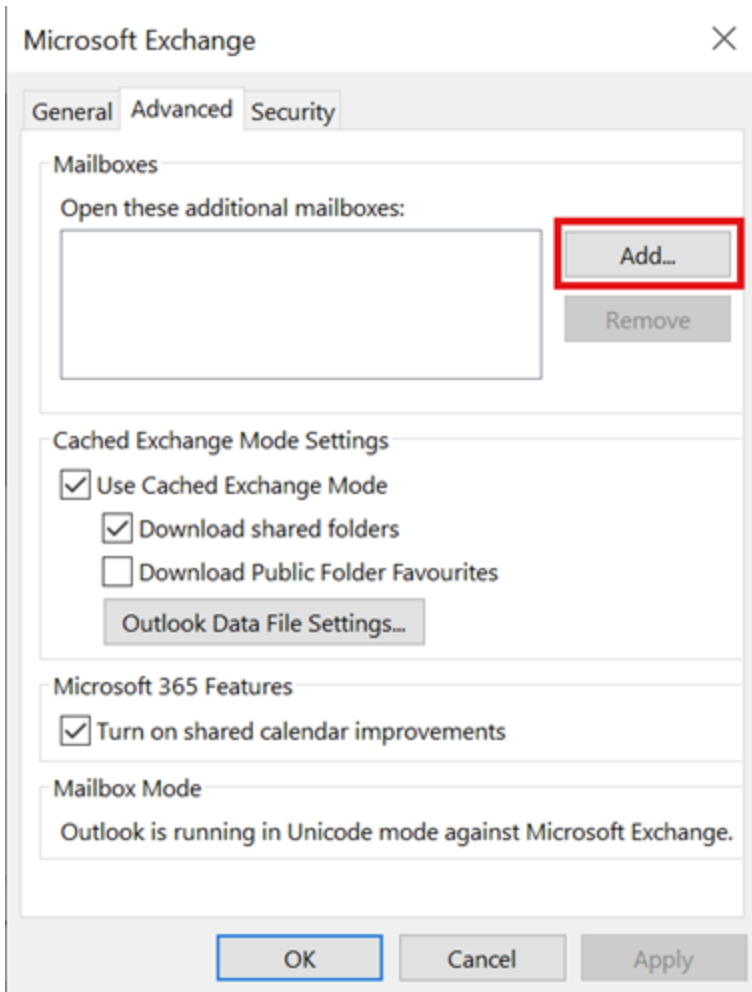 Microsoft Exchange
General Advanced Security
Mailboxes
Open these additional mailboxes:
Add...
Remove
Cached Exchange Mode Settings
Use Cached Exchange Mode
Download shared folders
Download Public Folder Favourites
Outlook Data File Settings...
Microsoft 365 Features
Turn on shared calendar improvements
Mailbox Mode
Outlook is running in Unicode mode against Microsoft Exchange.
OK Cancel Apply